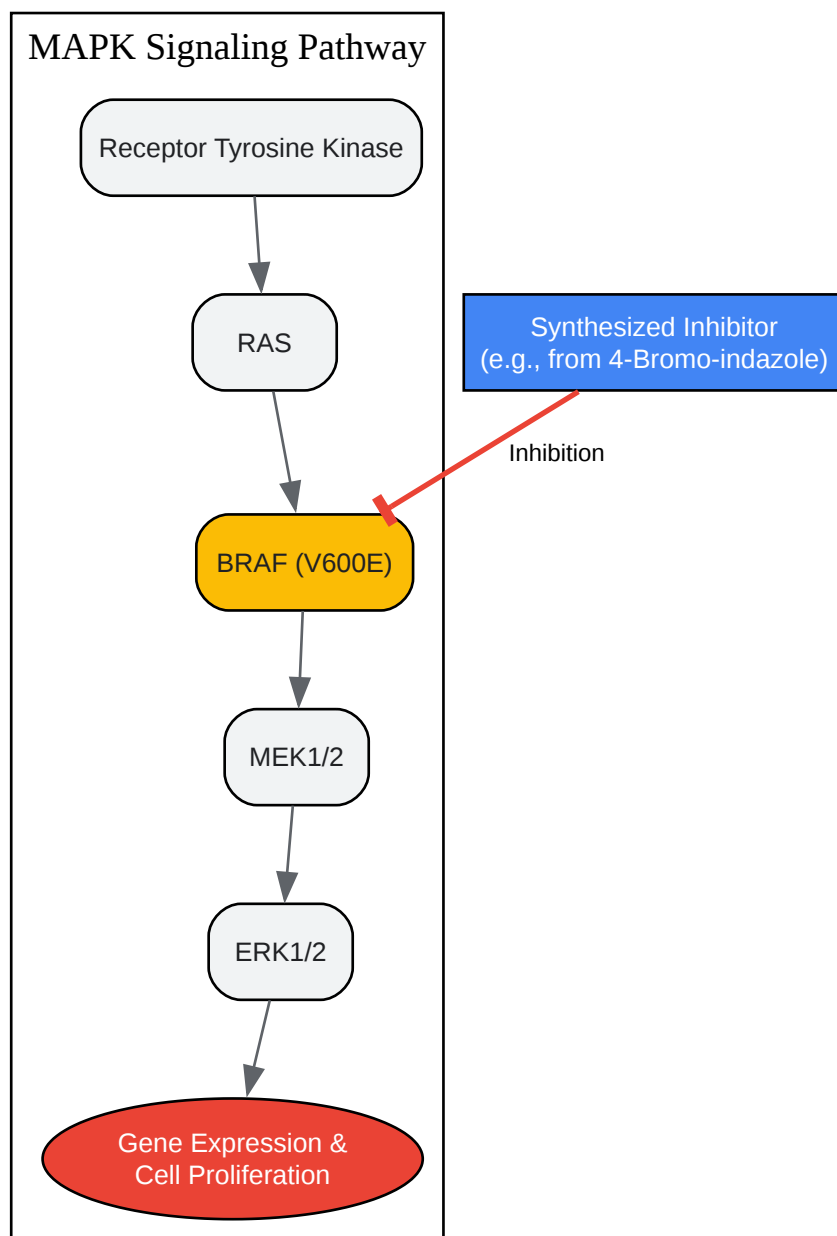 MAPK Signaling Pathway
Receptor Tyrosine Kinase
RAS
Synthesized Inhibitor
(e.g., from 4-Bromo-indazole)
Inhibition
BRAF (V600E)
MEK1/2
ERK1/2
Gene Expression &
Cell Proliferation